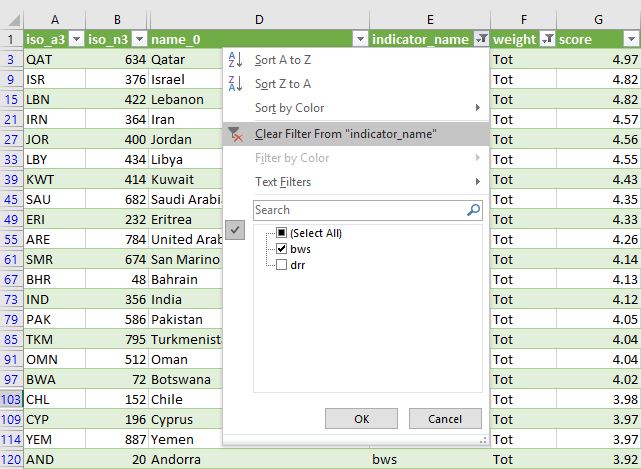 A B D E F G
1 iso_a3 iso_n3 name_0 indicator_name weight score
3 QAT 634 Qatar Tot 4.97
9 ISR 376 Israel Tot 4.82
15 LBN 422 Lebanon Tot 4.82
21 IRN 364 Iran Tot 4.57
27 JOR 400 Jordan Tot 4.56
33 LBY 434 Libya Tot 4.55
39 KWT 414 Kuwait Tot 4.43
45 SAU 682 Saudi Arabi Tot 4.35
49 ERI 232 Eritrea Tot 4.33
55 ARE 784 United Arab Tot 4.26
61 SMR 674 San Marino Tot 4.14
67 BHR 48 Bahrain Tot 4.13
73 IND 356 India Tot 4.12
79 PAK 586 Pakistan Tot 4.05
85 TKM 795 Turkmenist Tot 4.04
91 OMN 512 Oman Tot 4.04
97 BWA 72 Botswana Tot 4.02
103 CHL 152 Chile Tot 3.98
109 CYP 196 Cyprus Tot 3.97
114 YEM 887 Yemen Tot 3.97
120 AND 20 Andorra bws Tot 3.92
Sort A to Z
Sort Z to A
Sort by Color
Clear Filter From "indicator_name"
Filter by Color
Text Filters
Search
(Select All)
bws
drr
OK Cancel